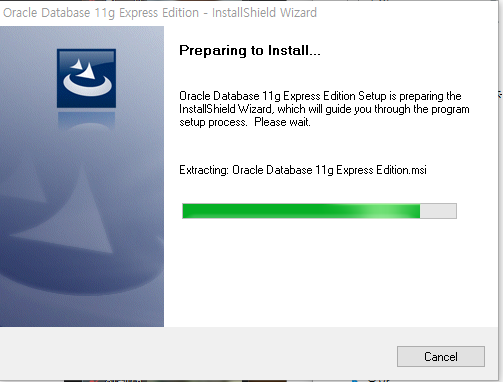 Oracle Database 11g Express Edition - InstallShield Wizard
Preparing to Install...
Oracle Database 11g Express Edition Setup is preparing the
InstallShield Wizard, which will guide you through the program
setup process.  Please wait.
Extracting: Oracle Database 11g Express Edition.msi
Cancel